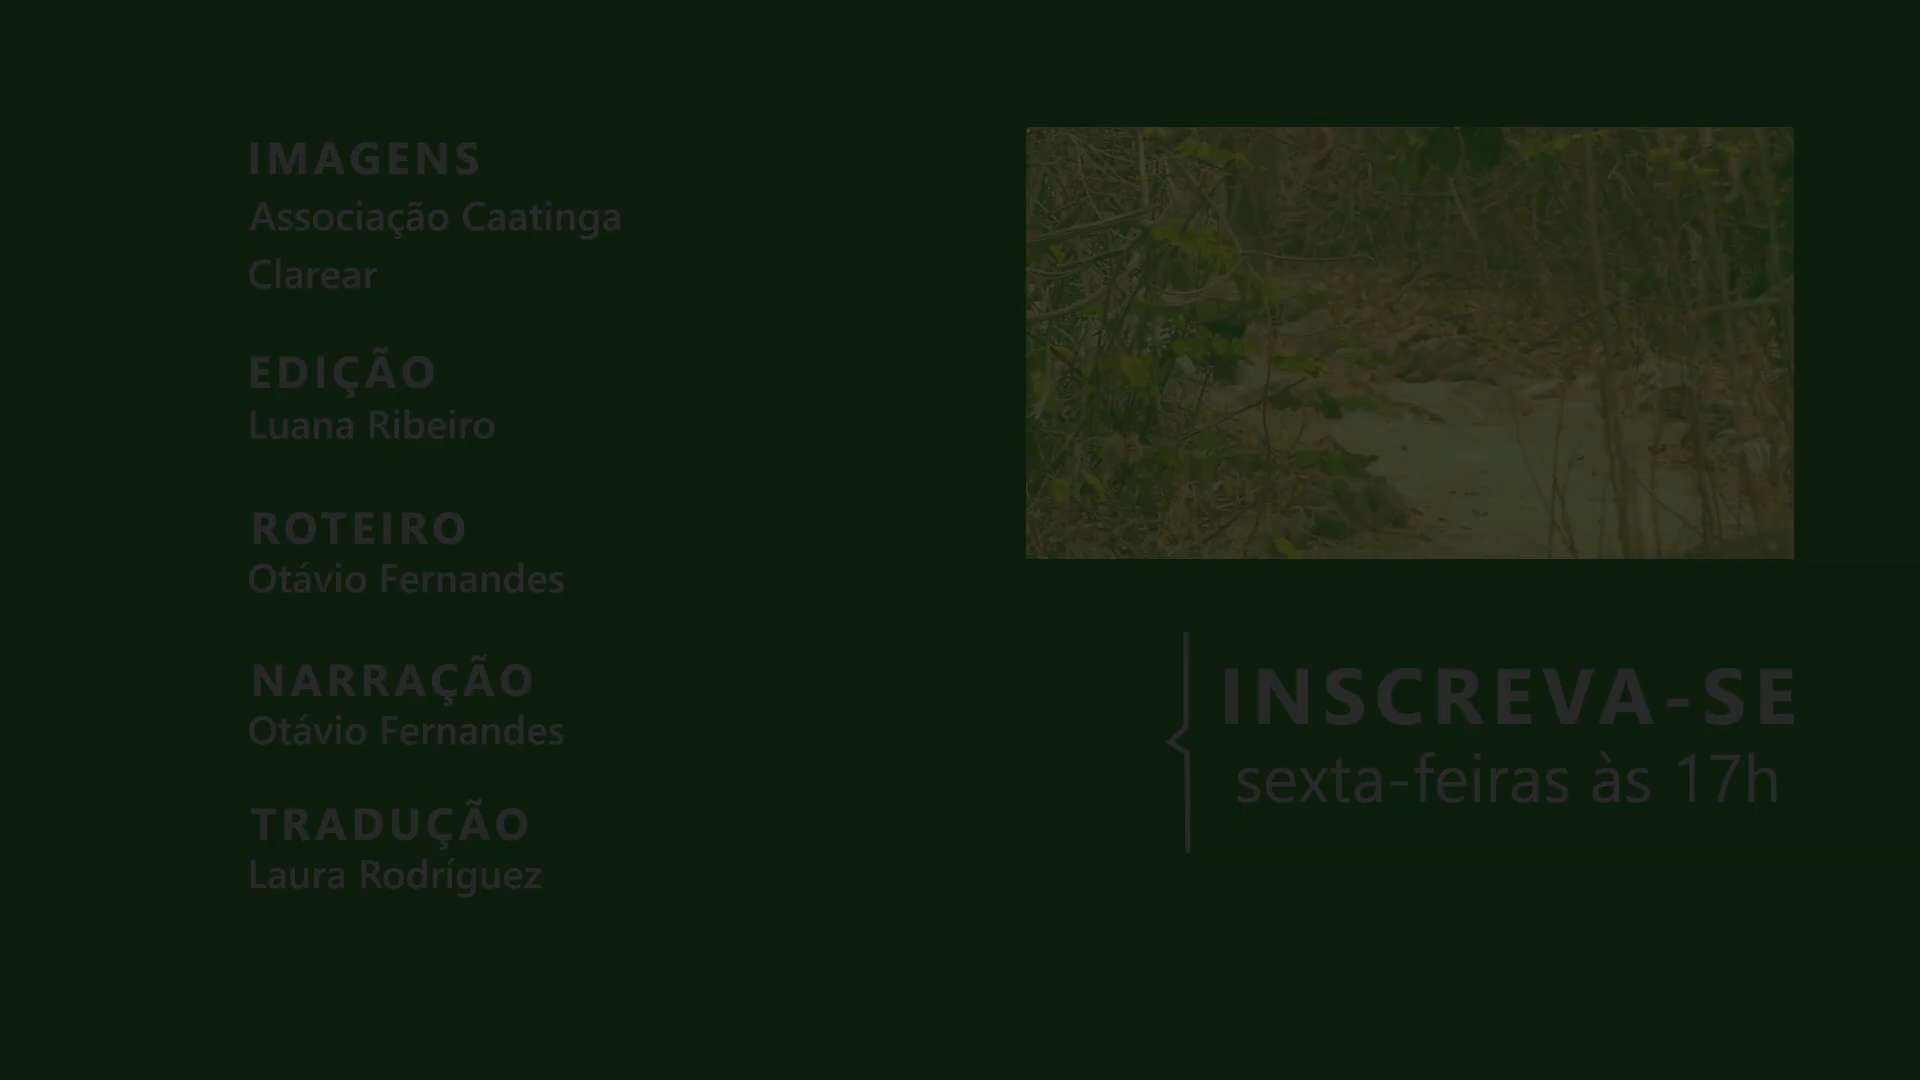 IMAGENS
Associação Caatinga
Clarear
EDIÇÃO
Luana Ribeiro
ROTEIRO
Otávio Fernandes
NARRAÇÃO
Otávio Fernandes
TRADUÇÃO
Laura Rodríguez
INSCREVA-SE
sexta-feiras às 17h